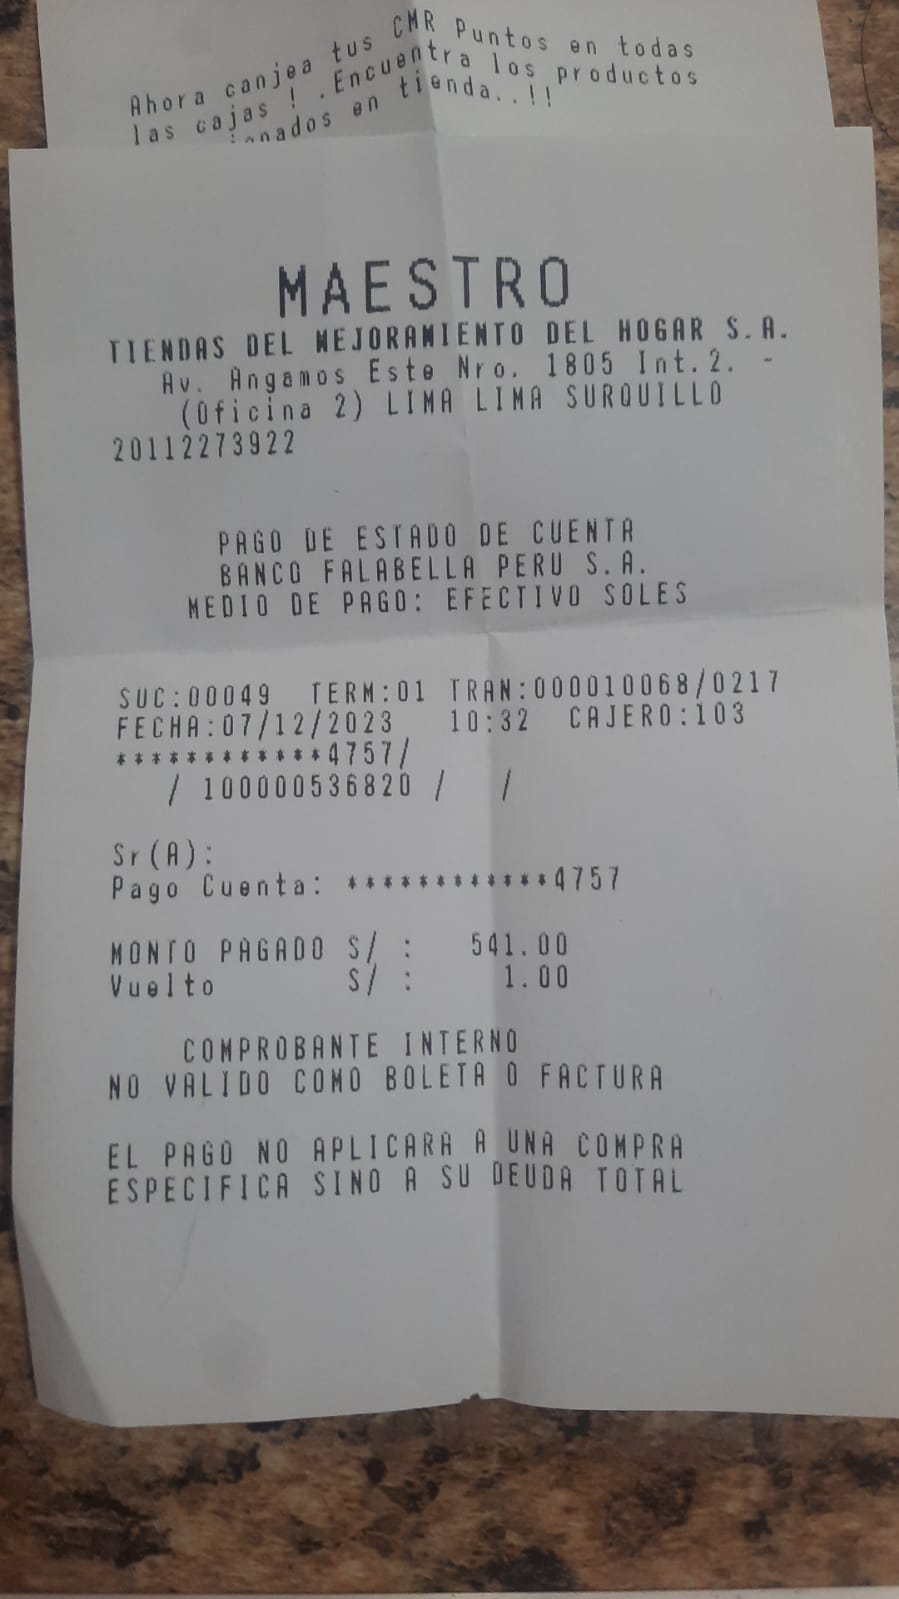 Ahora canjea tus CMR Puntos en todas
las cajas ! .Encuentra los productos
en tienda..!!
MAESTRO
TIENDAS DEL MEJORAMIENTO DEL HOGAR S.A.
Av. Angamos Este Nro. 1805 Int.2. -
(Oficina 2) LIMA LIMA SURQUILLO
20112273922
PAGO DE ESTADO DE CUENTA
BANCO FALABELLA PERU S.A.
MEDIO DE PAGO: EFECTIVO SOLES
SUC:00049 TERM:01 TRAN:000010068/0217
FECHA:07/12/2023 10:32 CAJERO:103
************4757/
/ 100000536820 / /
Sr(A):
Pago Cuenta: ************4757
MONTO PAGADO S/ : 541.00
Vuelto S/ : 1.00
COMPROBANTE INTERNO
NO VALIDO COMO BOLETA O FACTURA
EL PAGO NO APLICARA A UNA COMPRA
ESPECIFICA SINO A SU DEUDA TOTAL